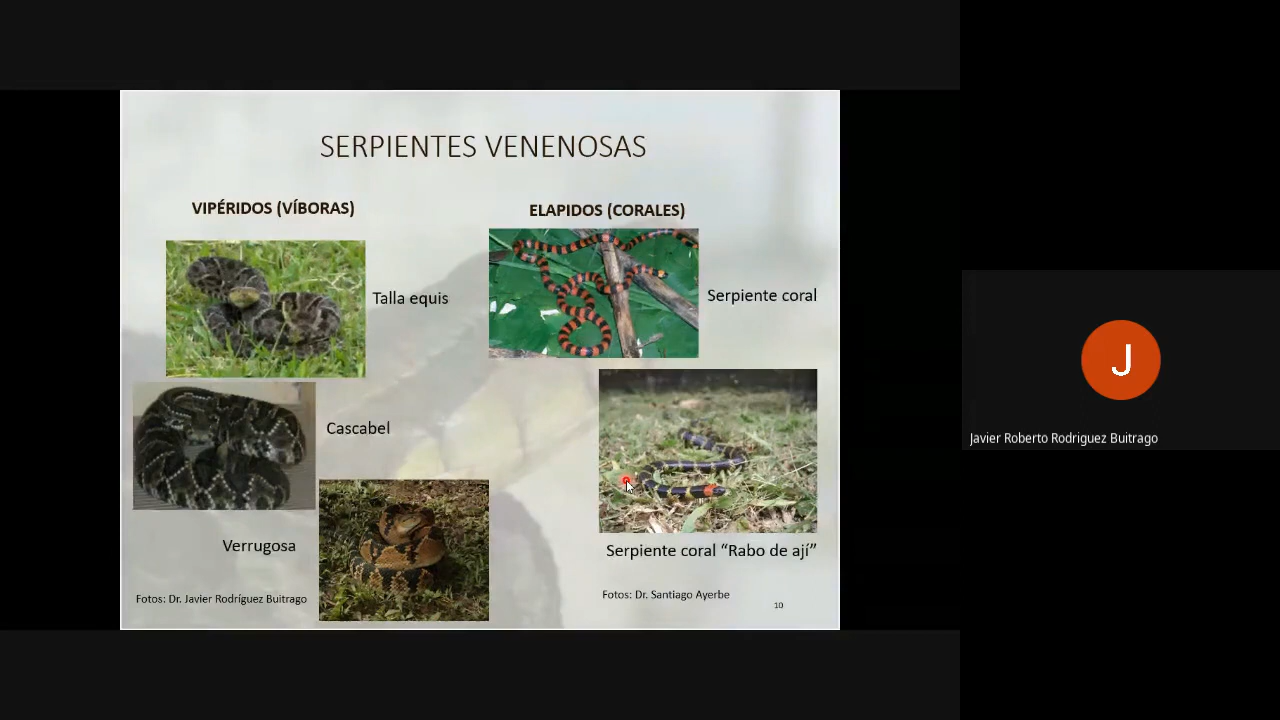 SERPIENTES VENENOSAS
VIPÉRIDOS (VÍBORAS)
Talla equis
Cascabel
Verrugosa
Fotos: Dr. Javier Rodríguez Buitrago
ELAPIDOS (CORALES)
Serpiente coral
Serpiente coral “Rabo de ají”
Fotos: Dr. Santiago Ayerbe
10
J
Javier Roberto Rodriguez Buitrago